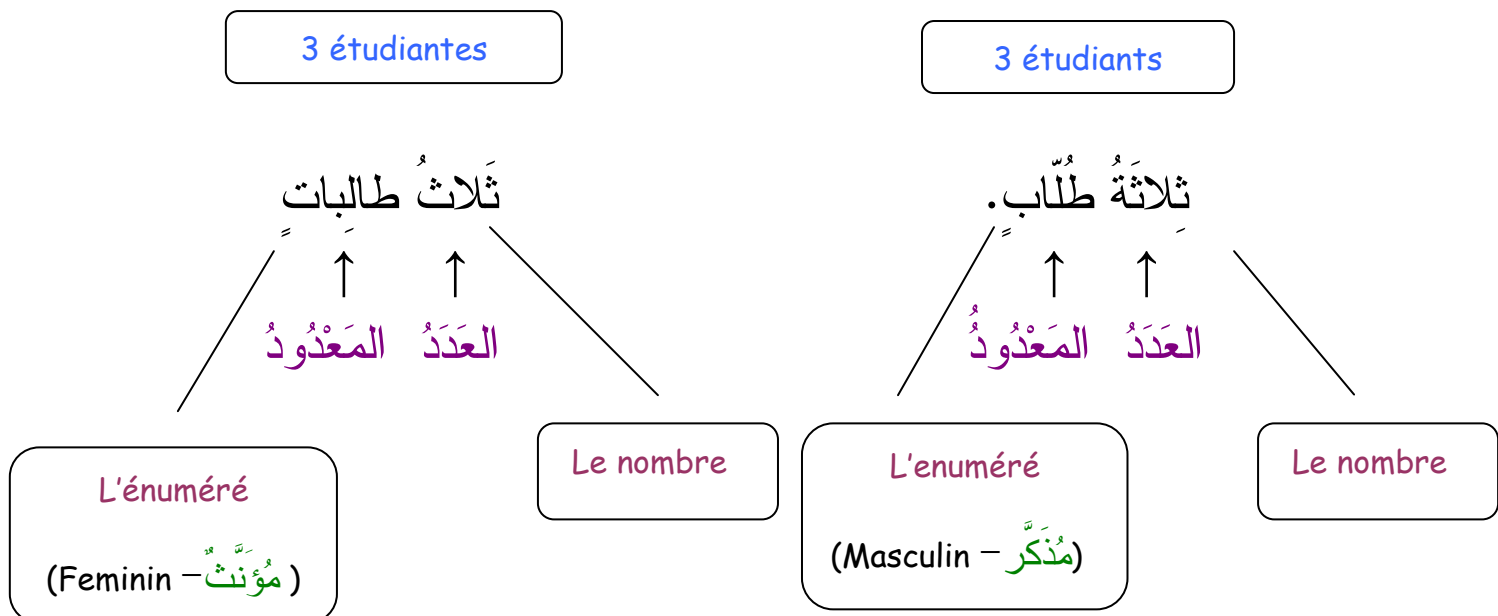 3 étudiantes
3 étudiants
ثَلاثُ طالِباتٍ
ثِلاثَةُ طُلّابٍ.
↑ ↑
↑ ↑
العَدَدُ المَعْدُودُ
العَدَدُ المَعْدُودُُ
L'énuméré
(Feminin – مُؤَنَّثٌ )
Le nombre
L'enuméré
(Masculin – مُذَكَّر)
Le nombre